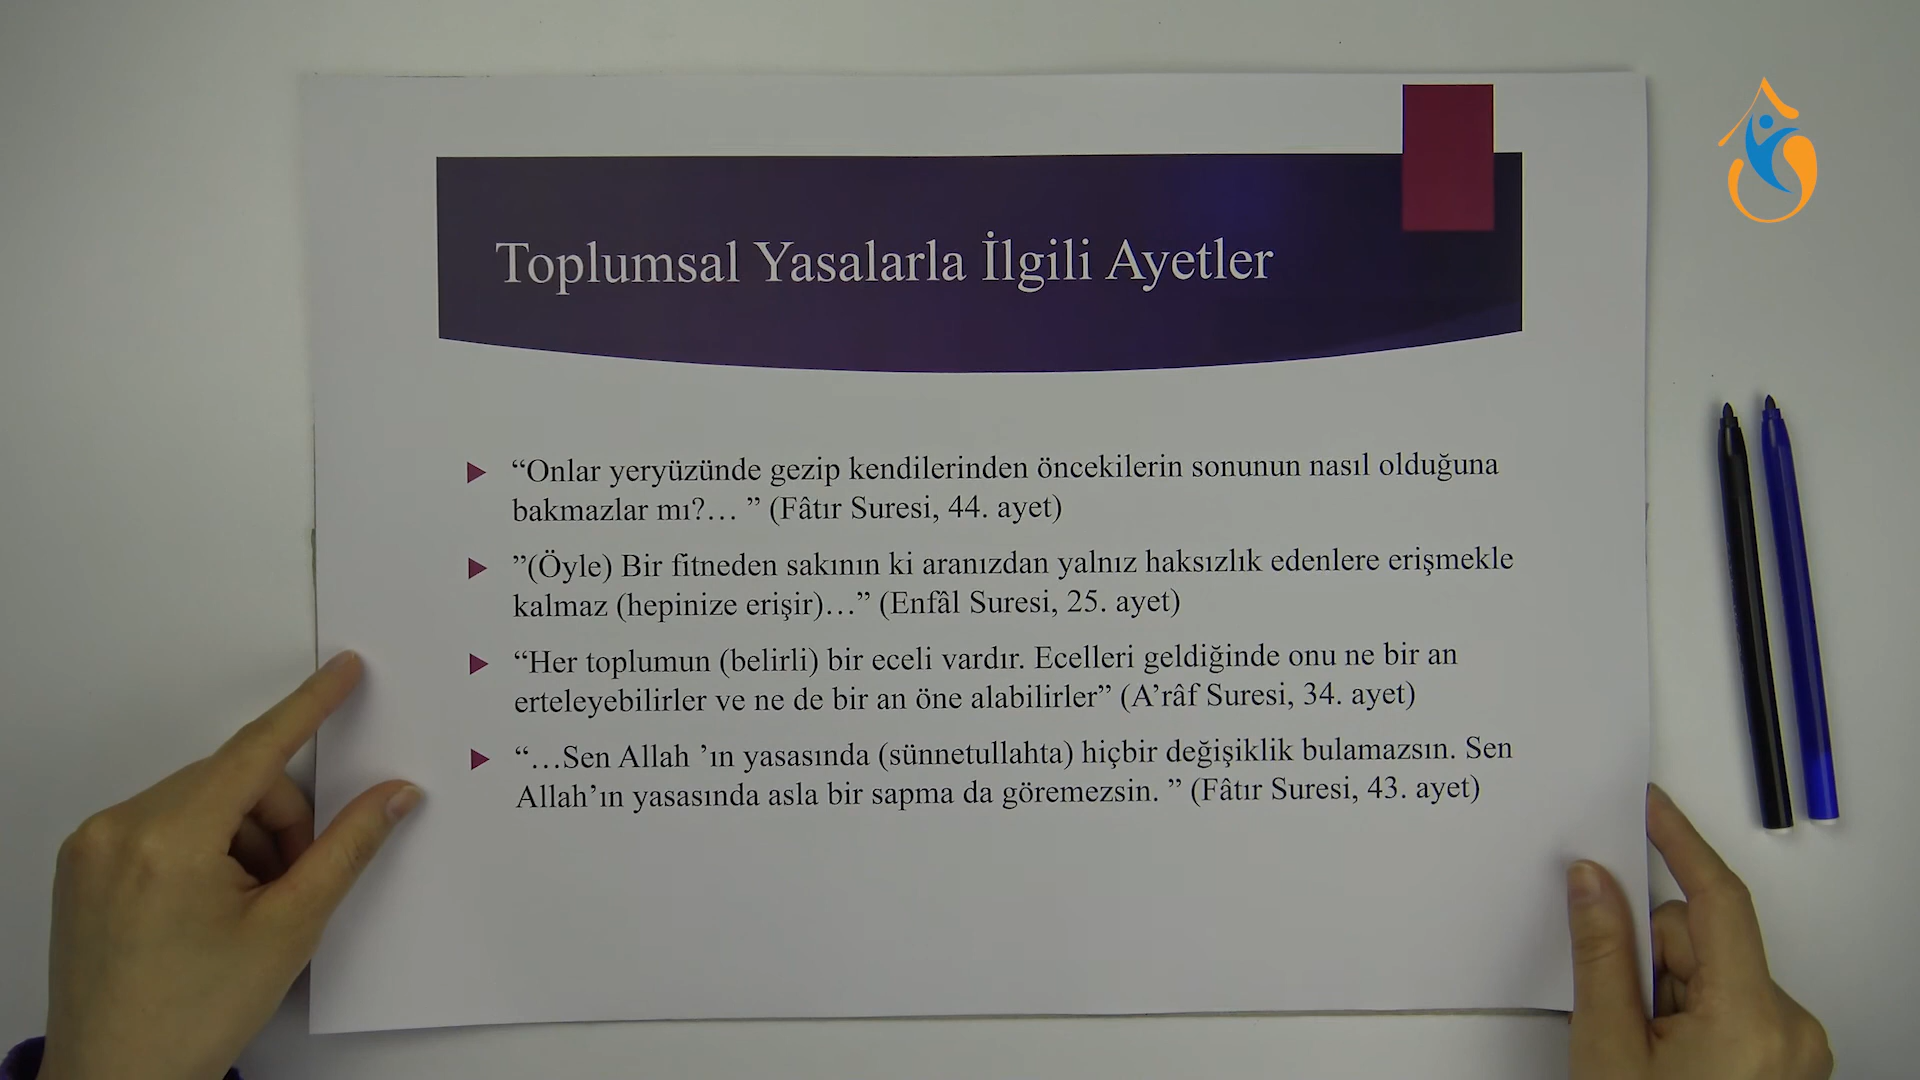 Toplumsal Yasalarla İlgili Ayetler
“Onlar yeryüzünde gezip kendilerinden öncekilerin sonunun nasıl olduğuna
bakmazlar mı?… ” (Fâtır Suresi, 44. ayet)
”(Öyle) Bir fitneden sakının ki aranızdan yalnız haksızlık edenlere erişmekle
kalmaz (hepinize erişir)…” (Enfâl Suresi, 25. ayet)
“Her toplumun (belirli) bir eceli vardır. Ecelleri geldiğinde onu ne bir an
erteleyebilirler ve ne de bir an öne alabilirler” (A’râf Suresi, 34. ayet)
“…Sen Allah ’ın yasasında (sünnetullahta) hiçbir değişiklik bulamazsın. Sen
Allah’ın yasasında asla bir sapma da göremezsin. ” (Fâtır Suresi, 43. ayet)